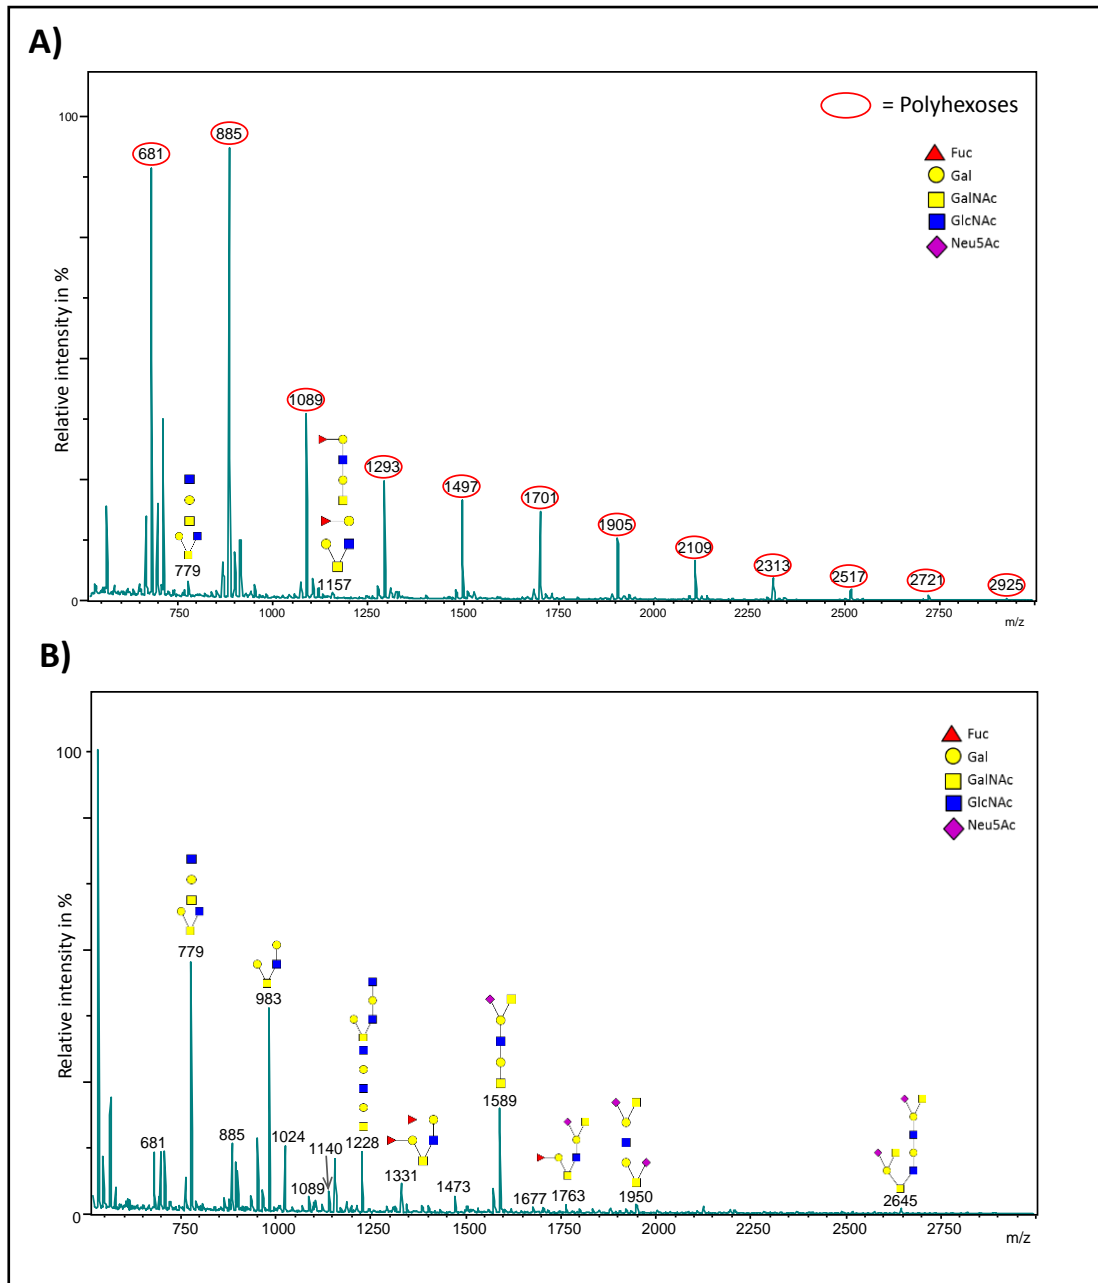 A)
= Polyhexoses
Fuc
Gal
GalNAc
GlcNAc
Neu5Ac
Relative intensity in %
100
0
681
885
779
1089
1157
1293
1497
1701
1905
2109
2313
2517
2721
2925
750 1000 1250 1500 1750 2000 2250 2500 2750
m/z
B)
Fuc
Gal
GalNAc
GlcNAc
Neu5Ac
Relative intensity in %
100
0
681
779
885
983
1024
1089
1140
1228
1331
1473
1589
1677
1763
1950
2645
750 1000 1250 1500 1750 2000 2250 2500 2750
m/z